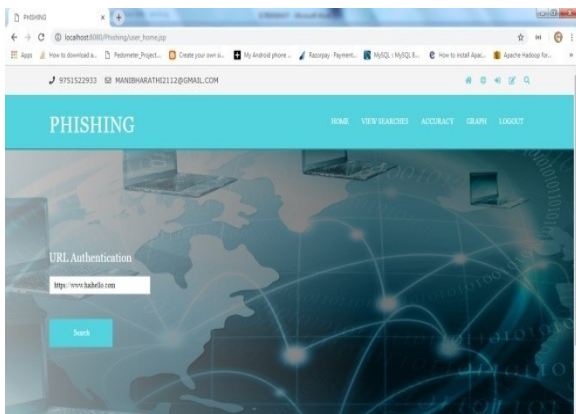 PHISHING
localhost:8080/Phishing/user_home.jsp
Apps How to download a... Pedometer_Project... Create your own si... My Android phone... Razorpay Payment... MySQL :: MySQL 8... How to install Apac... Apache Hadoop for...
9751522933 MANIBHARATHI2112@GMAIL.COM
PHISHING
HOME VIEW SEARCHES ACCURACY GRAPH LOGOUT
URL Authentication
https://www.haihello.com
Search